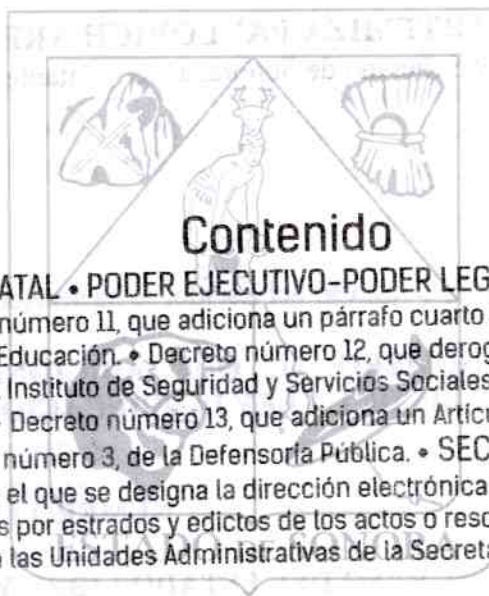 Contenido
ATAL • PODER EJECUTIVO-PODER LEG
número 11, que adiciona un párrafo cuarto
Educación. • Decreto número 12, que derog
Instituto de Seguridad y Servicios Sociales
• Decreto número 13, que adiciona un Artícu
número 3, de la Defensoría Pública. • SEC
el que se designa la dirección electrónica
s por estrados y edictos de los actos o reso
las Unidades Administrativas de la Secreta
ESTADO DE SONORA